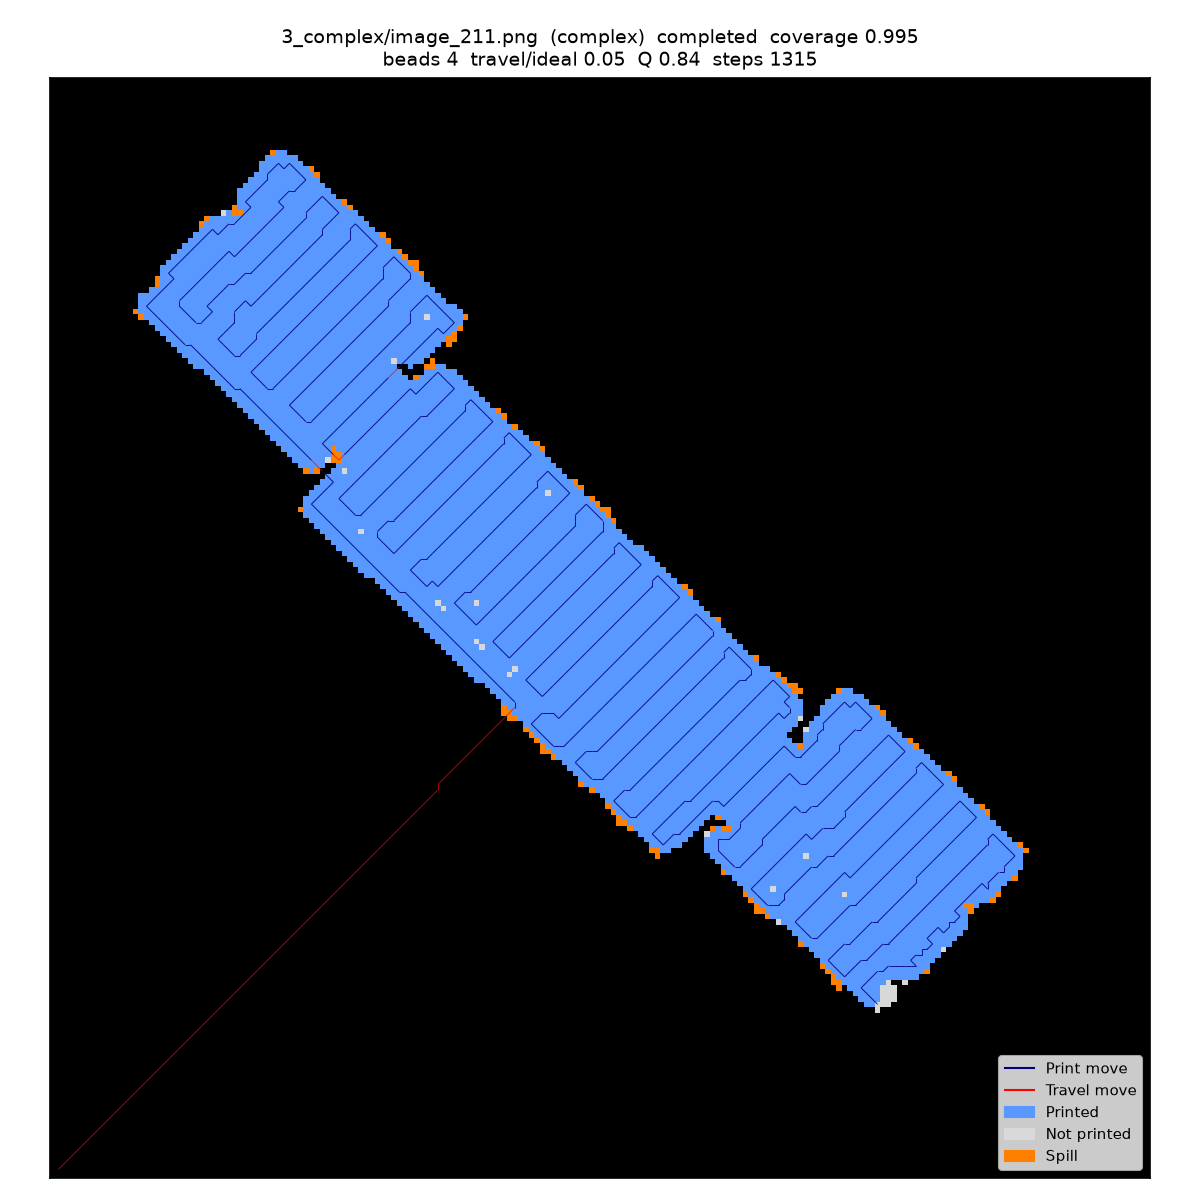 3_complex/image_211.png  (complex)  completed  coverage 0.995
beads 4  travel/ideal 0.05  Q 0.84  steps 1315
Print move
Travel move
Printed
Not printed
Spill